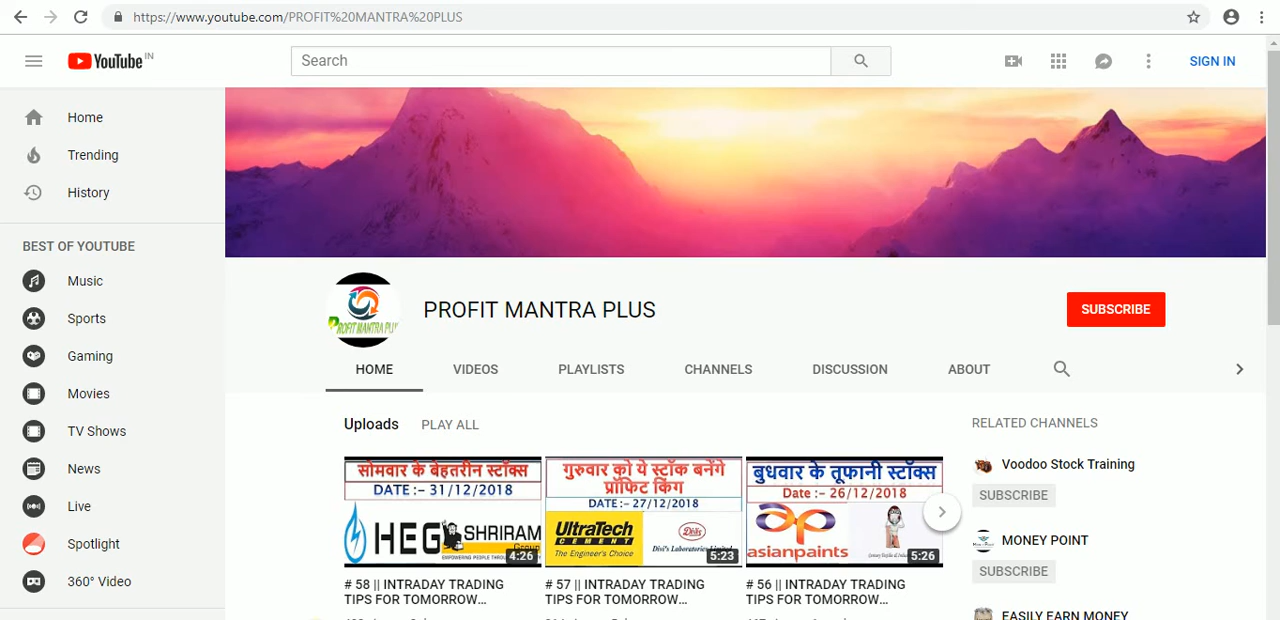 https://www.youtube.com/PROFIT%20MANTRA%20PLUS
YouTube IN
Search
SIGN IN
Home
Trending
History
BEST OF YOUTUBE
Music
Sports
Gaming
Movies
TV Shows
News
Live
Spotlight
360° Video
PROFIT MANTRA PLUS
SUBSCRIBE
HOME
VIDEOS
PLAYLISTS
CHANNELS
DISCUSSION
ABOUT
Uploads
PLAY ALL
सोमवार के बेहतरीन स्टॉक्स
DATE :- 31/12/2018
HEG
SHRIRAM
4:26
# 58 || INTRADAY TRADING
TIPS FOR TOMORROW...
गुरुवार को ये स्टॉक बनेंगे
प्रॉफिट किंग
DATE :- 27/12/2018
UltraTech
CEMENT
The Engineer's Choice
Divi's Laboratories
5:23
# 57 || INTRADAY TRADING
TIPS FOR TOMORROW...
बुधवार के तूफानी स्टॉक्स
Date :- 26/12/2018
asianpaints
5:26
# 56 || INTRADAY TRADING
TIPS FOR TOMORROW...
RELATED CHANNELS
Voodoo Stock Training
SUBSCRIBE
MONEY POINT
SUBSCRIBE
EASILY EARN MONEY